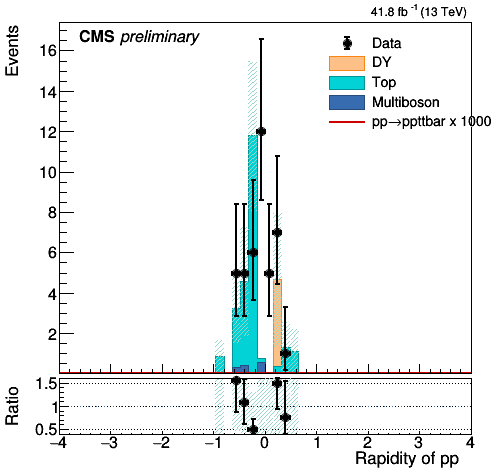 41.8 fb⁻¹ (13 TeV)
CMS preliminary
Events
16
14
12
10
8
6
4
2
Data
DY
Top
Multiboson
pp→ppttbar x 1000
Ratio
1.5
1
0.5
−4 −3 −2 −1 0 1 2 3 4
Rapidity of pp